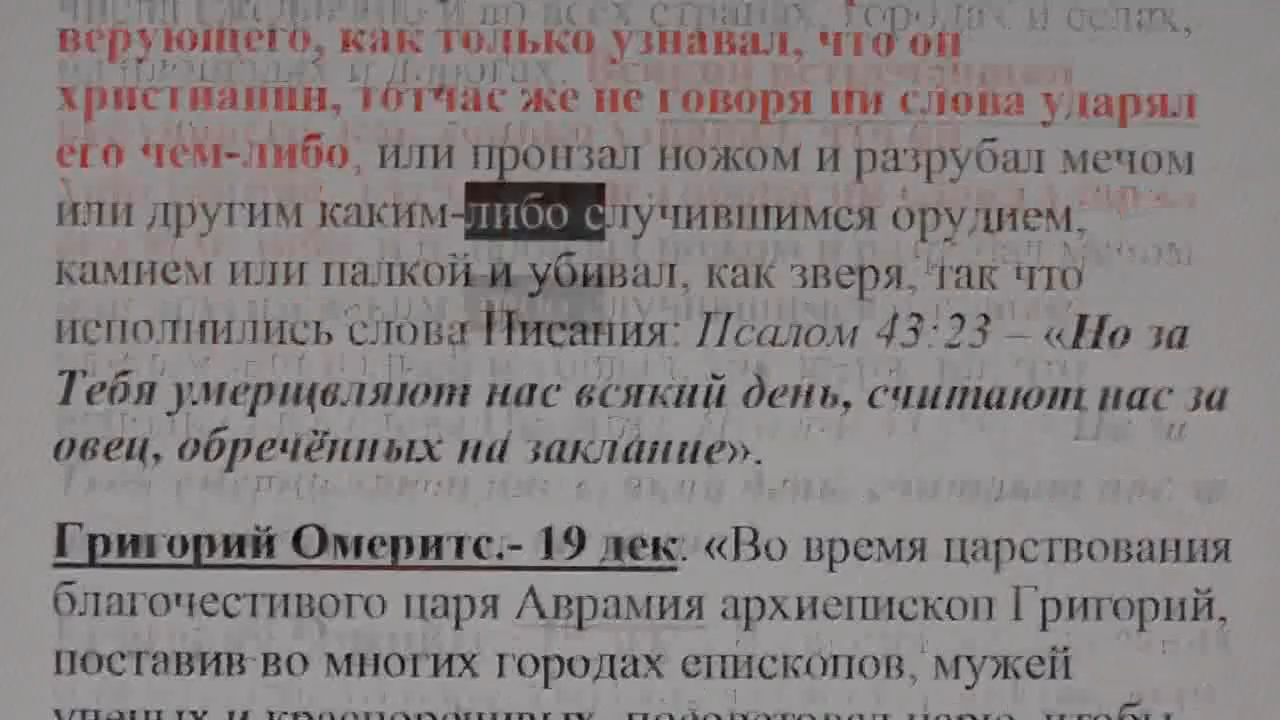 верующего, как только узнавал, что он
христианин, тотчас же не говоря ни слова ударял
его чем-либо, или пронзал ножом и разрубал мечом
или другим каким-либо случившимся орудием,
камнем или палкой и убивал, как зверя, так что
исполнились слова Писания: Псалом 43:23 – «Но за
Тебя умерщвляют нас всякий день, считают нас за
овец, обречённых на заклание».
Григорий Омеритс.- 19 дек. «Во время царствования
благочестивого царя Аврамия архиепископ Григорий,
поставив во многих городах епископов, мужей